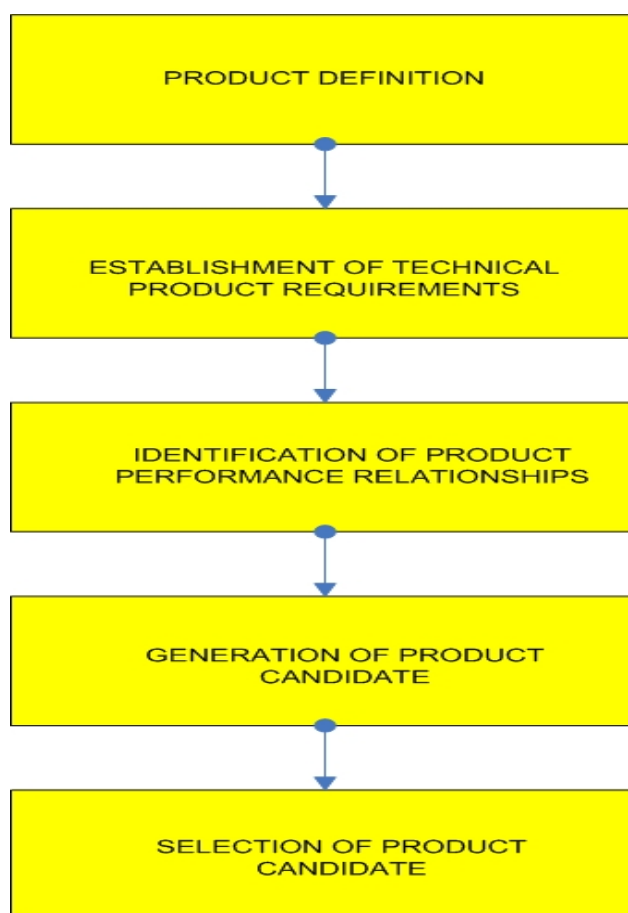 PRODUCT DEFINITION
ESTABLISHMENT OF TECHNICAL
PRODUCT REQUIREMENTS
IDENTIFICATION OF PRODUCT
PERFORMANCE RELATIONSHIPS
GENERATION OF PRODUCT
CANDIDATE
SELECTION OF PRODUCT
CANDIDATE